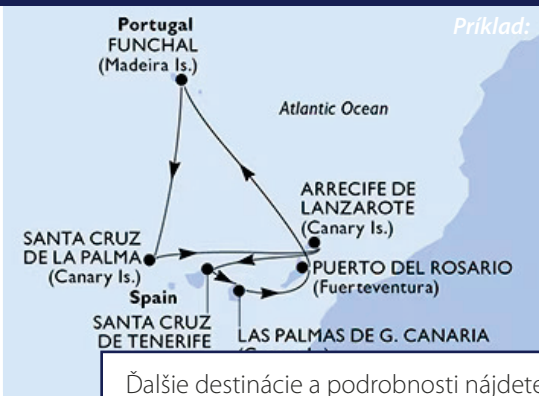 Príklad:
Portugal
FUNCHAL
(Madeira Is.)
Atlantic Ocean
ARRECIFE DE
LANZAROTE
(Canary Is.)
SANTA CRUZ
DE LA PALMA
(Canary Is.)
PUERTO DEL ROSARIO
(Fuerteventura)
Spain
SANTA CRUZ
DE TENERIFE
LAS PALMAS DE G. CANARIA
Ďalšie destinácie a podrobnosti nájdete